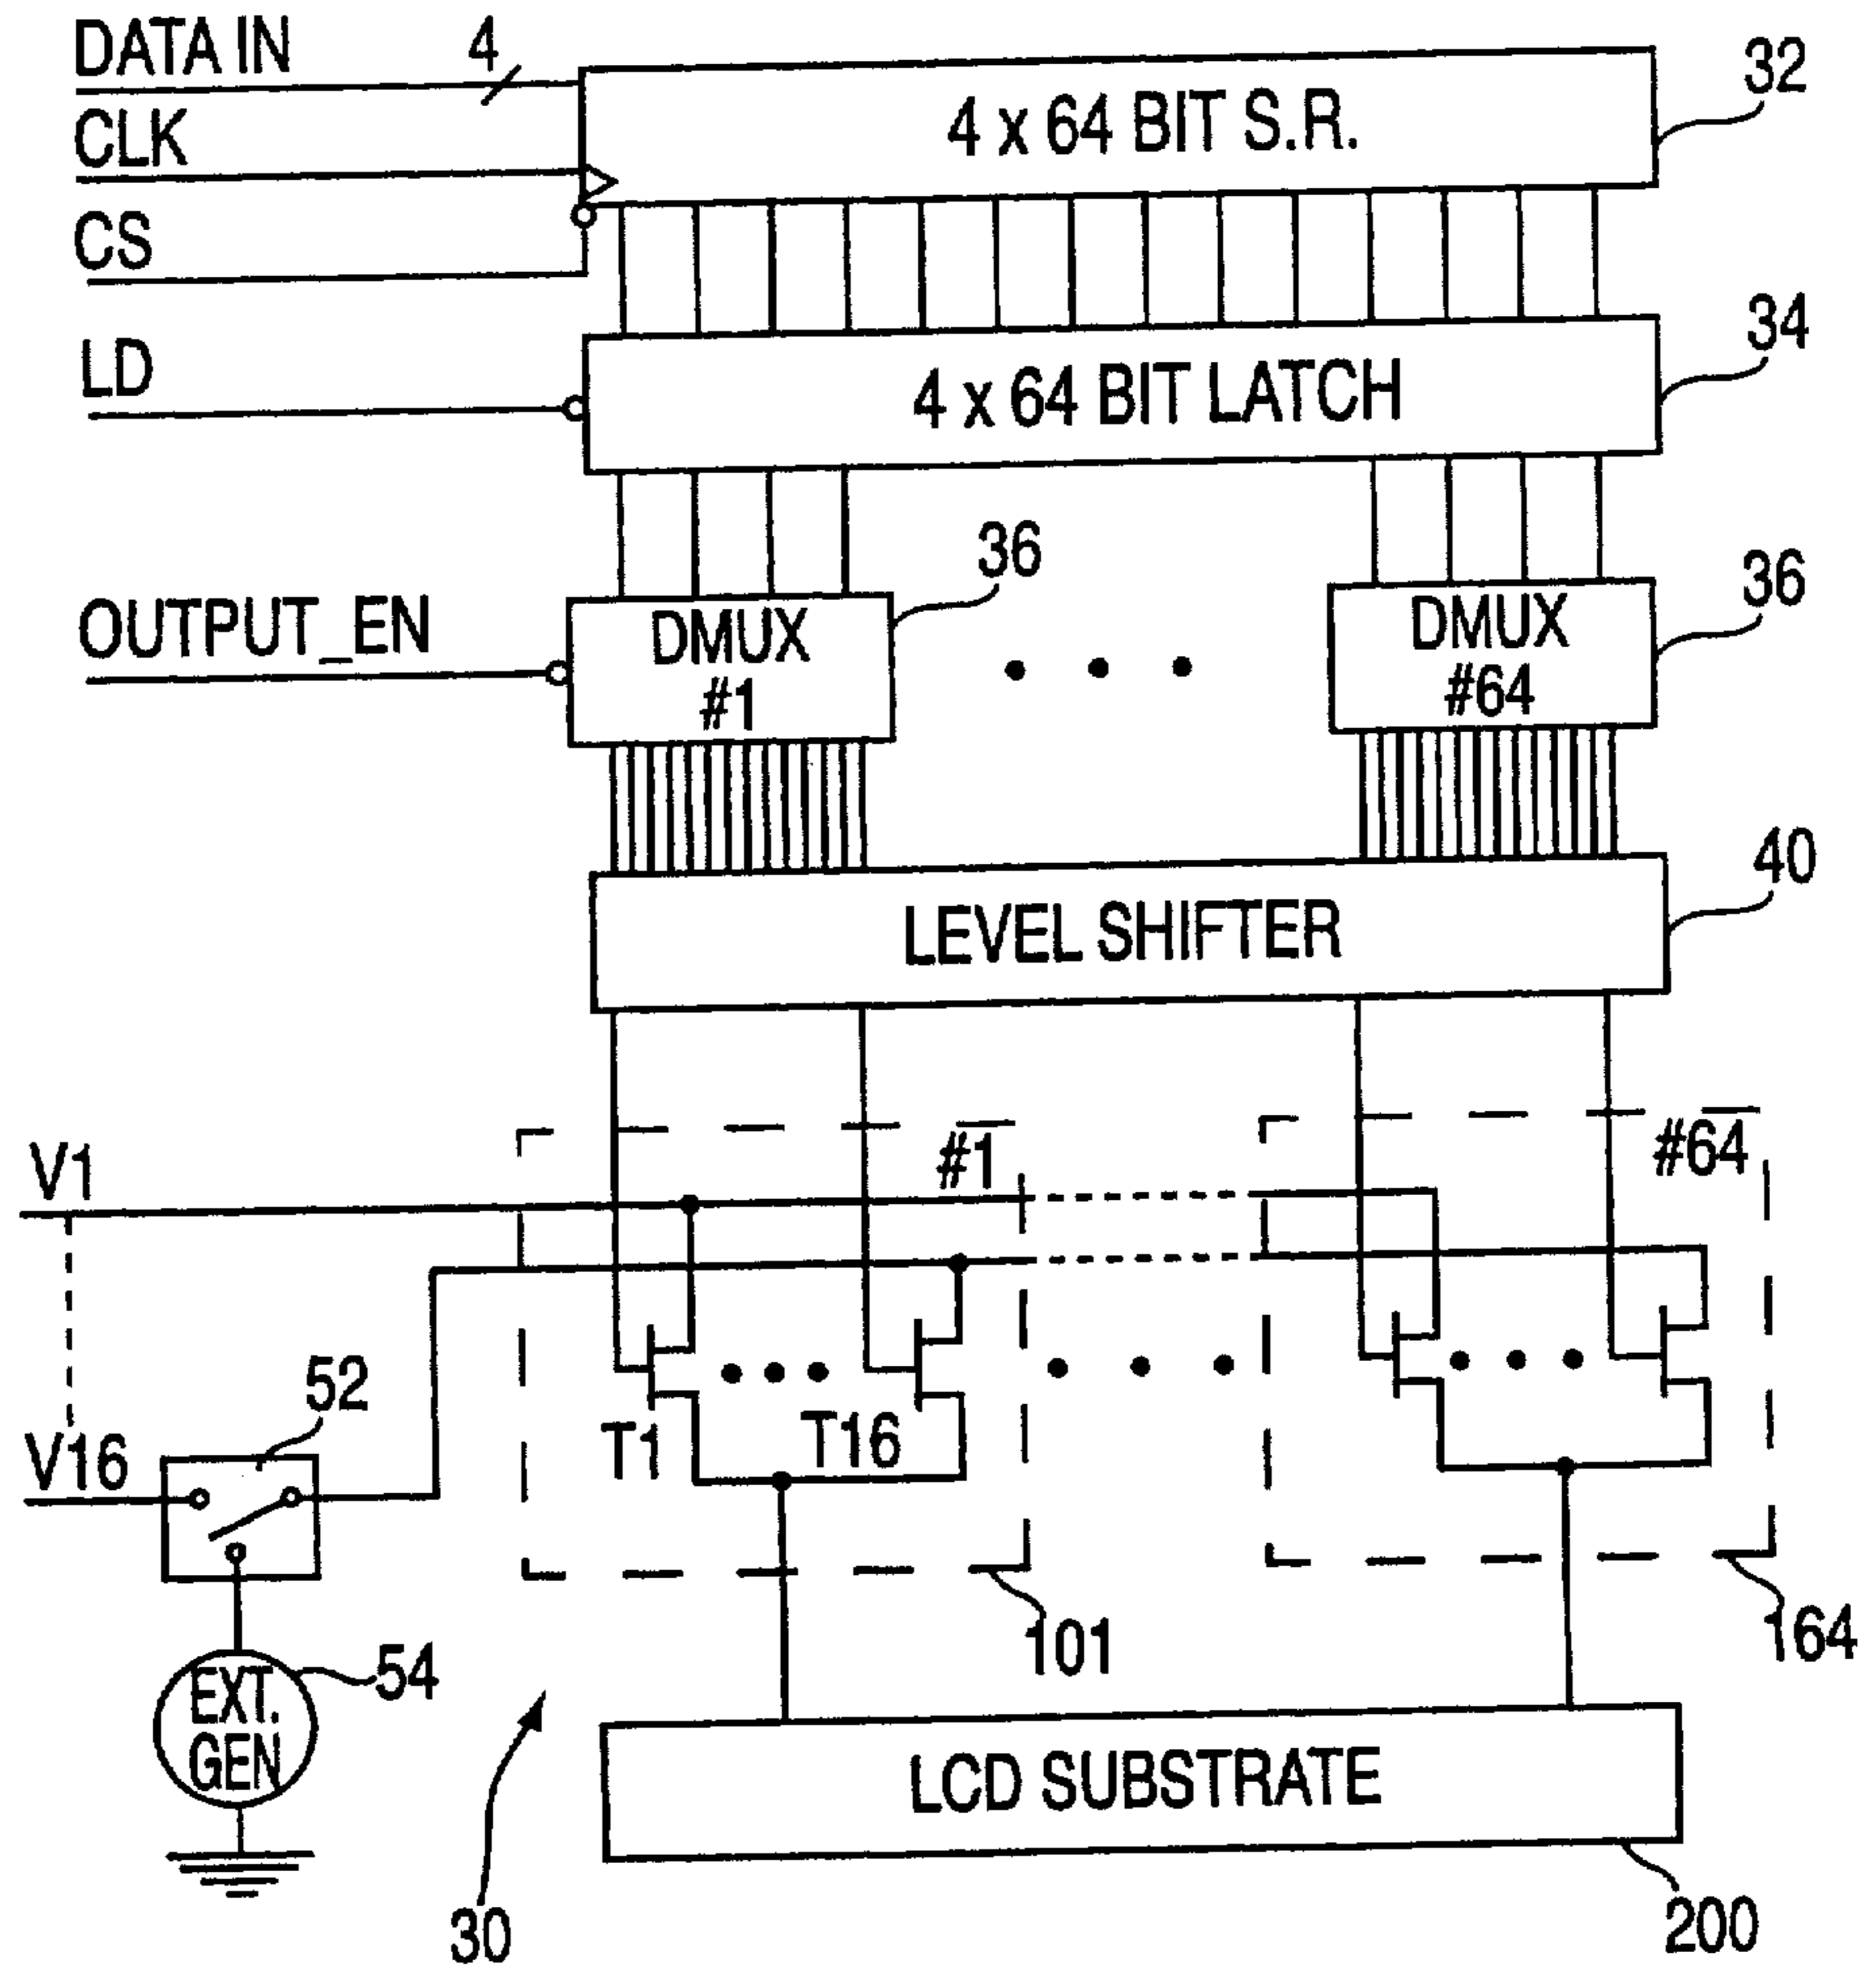 DATA IN
4
CLK
CS
4 x 64 BIT S.R.
32
LD
4 x 64 BIT LATCH
34
OUTPUT_EN
DMUX
#1
36
DMUX
#64
36
LEVEL SHIFTER
40
V1
#1
#64
52
V16
T1
T16
101
164
EXT.
GEN
54
LCD SUBSTRATE
30
200